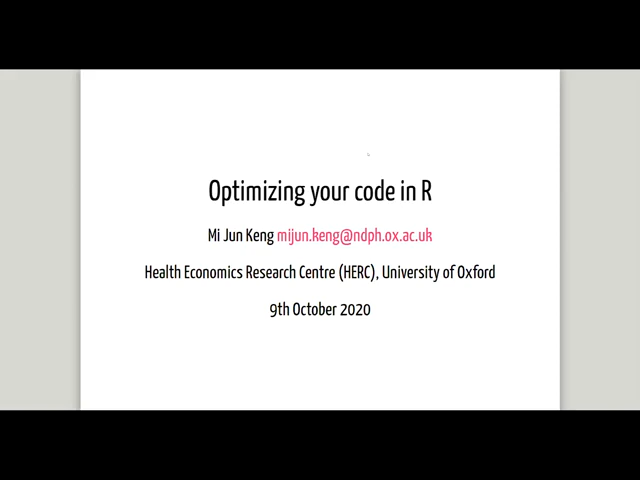 Optimizing your code in R
Mi Jun Keng mijun.keng@ndph.ox.ac.uk
Health Economics Research Centre (HERC), University of Oxford
9th October 2020